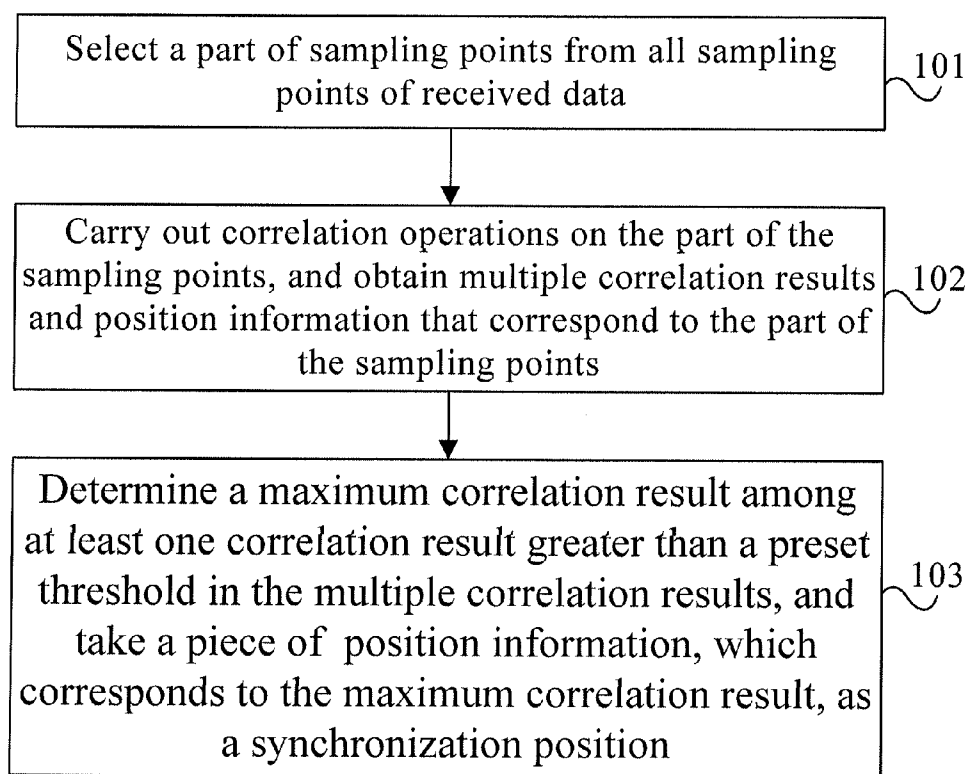 Select a part of sampling points from all sampling
points of received data
101
Carry out correlation operations on the part of the
sampling points, and obtain multiple correlation results
and position information that correspond to the part of
the sampling points
102
Determine a maximum correlation result among
at least one correlation result greater than a preset
threshold in the multiple correlation results, and
take a piece of position information, which
corresponds to the maximum correlation result, as
a synchronization position
103